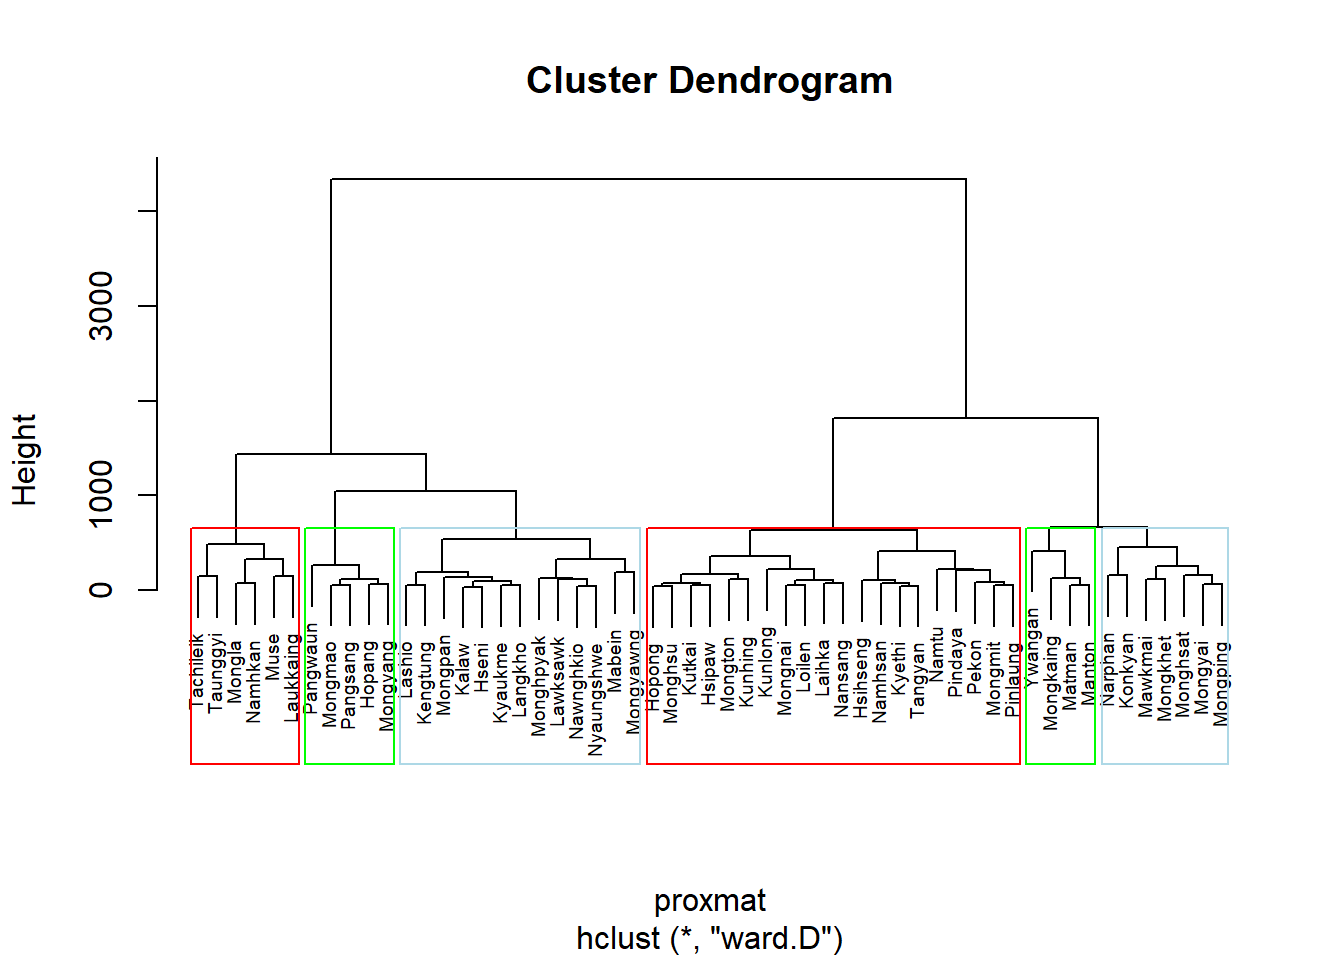 Cluster Dendrogram
Height
0
1000
3000
Tachileik
Taunggyi
Mongla
Namhkan
Muse
Laukkaing
Pangwaun
Mongmao
Pangsang
Hopang
Mongyang
Lashio
Kengtung
Mongpan
Kalaw
Hseni
Kyaukme
Langkho
Monghpyak
Lawksawk
Nawnghkio
Nyaungshwe
Mabein
Mongyawng
Hopong
Monghsu
Kutkai
Hsipaw
Mongton
Kunhing
Kunlong
Mongnai
Loilen
Laihka
Nansang
Hsihseng
Namhsan
Kyethi
Tangyan
Namtu
Pindaya
Pekon
Mongmit
Pinlaung
Ywangan
Mongkaing
Matman
Manton
Narphan
Konkyan
Mawkmai
Mongkhet
Monghsat
Mongyai
Mongping
proxmat
hclust (*, "ward.D")